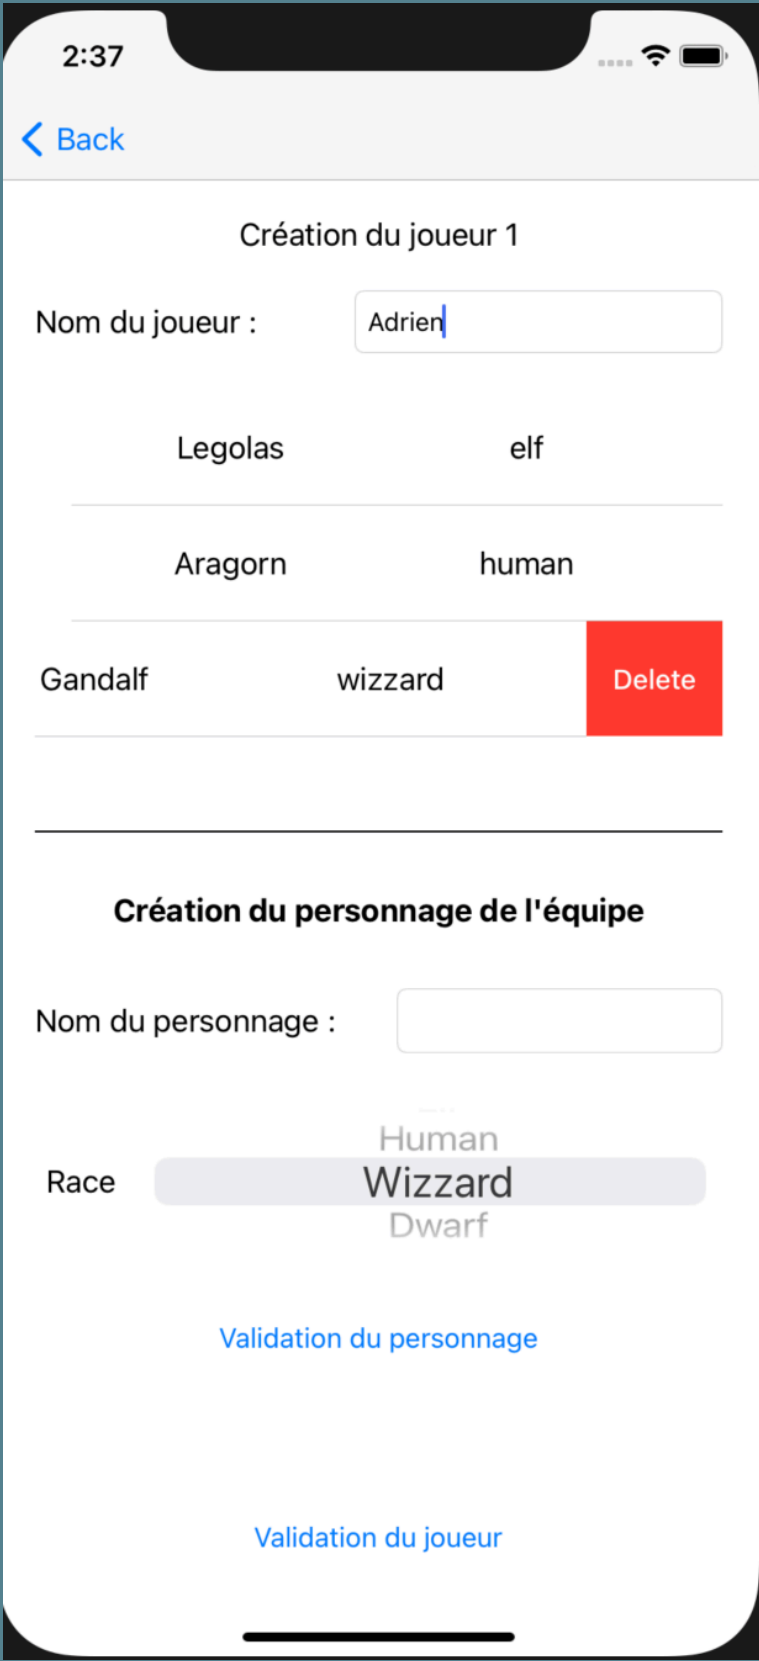 2:37
Back
Création du joueur 1
Nom du joueur : Adrien
Legolas elf
Aragorn human
Gandalf wizzard Delete
Création du personnage de l'équipe
Nom du personnage :
Human
Race Wizzard
Dwarf
Validation du personnage
Validation du joueur